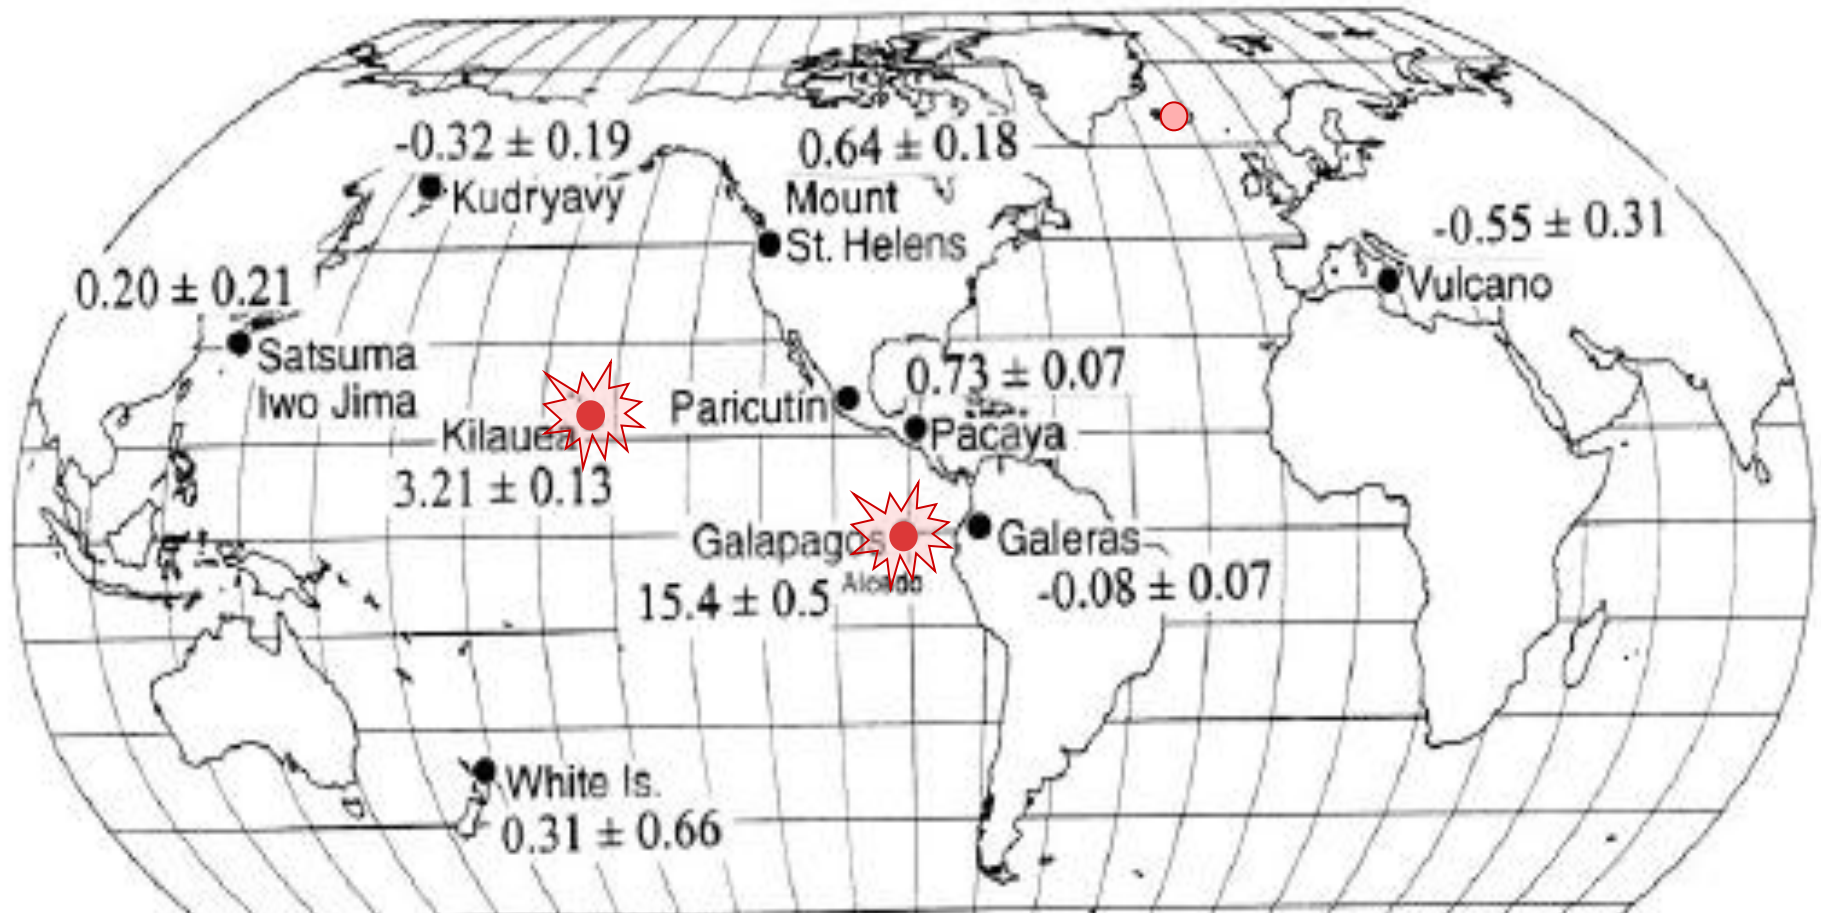 -0.32 ± 0.19
Kudryavy
0.64 ± 0.18
Mount
St. Helens
-0.55 ± 0.31
Vulcano
0.20 ± 0.21
Satsuma
Iwo Jima
Kilauea
3.21 ± 0.13
Paricutin
0.73 ± 0.07
Pacaya
Galapagos
Alcedo
15.4 ± 0.5
Galeras
-0.08 ± 0.07
White Is.
0.31 ± 0.66